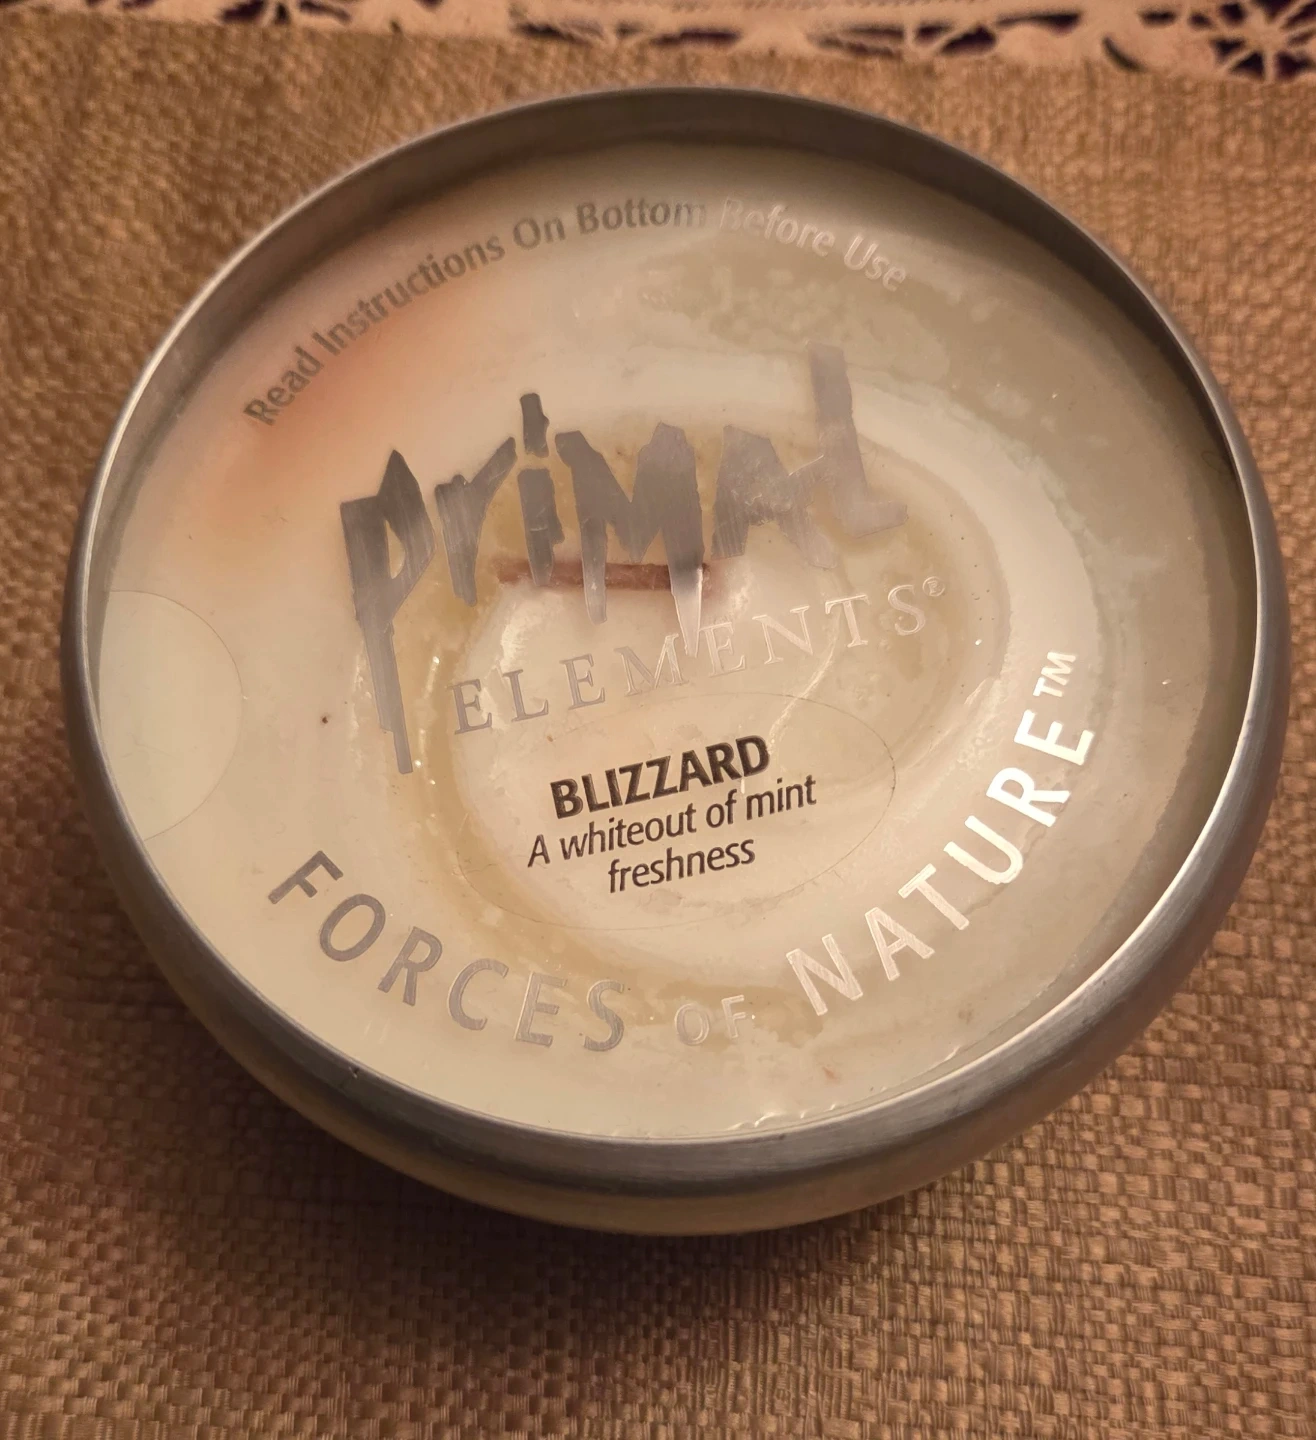 Read Instructions On Bottom Before Use
Primal
ELEMENTS®
BLIZZARD
A whiteout of mint
freshness
FORCES OF NATURE™